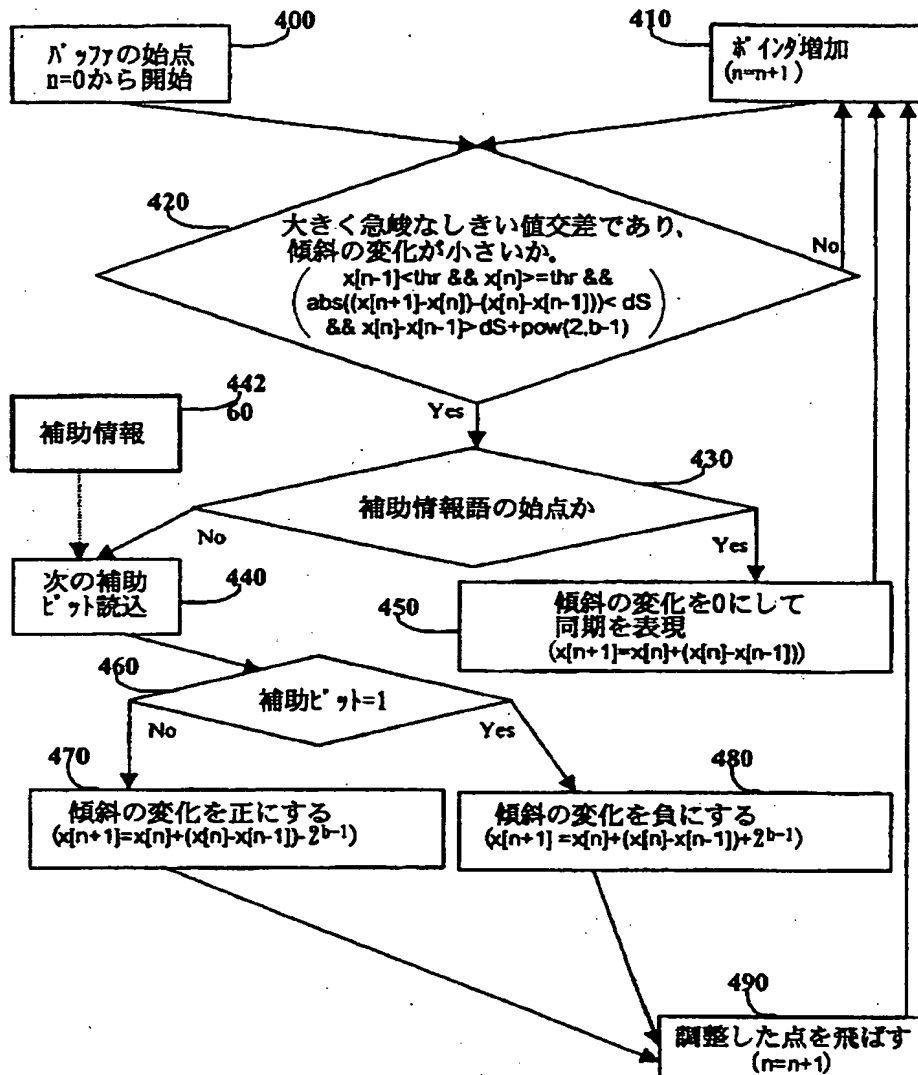 400
バッファの始点
n=0から開始
410
ポインタ増加
(n=n+1)
420
大きく急峻なしきい値交差であり、
傾斜の変化が小さいか。
x[n-1]<thr && x[n]>=thr &&
abs((x[n+1]-x[n])-(x[n]-x[n-1]))< dS
&& x[n]-x[n-1]>dS+pow(2,b-1)
No
Yes
442
60
補助情報
430
補助情報語の始点か
No
Yes
次の補助
ビット読込
440
450
傾斜の変化を0にして
同期を表現
(x[n+1]=x[n]+(x[n]-x[n-1]))
460
補助ビット=1
No
Yes
470
傾斜の変化を正にする
(x[n+1]=x[n]+(x[n]-x[n-1])-2ᵇ⁻¹)
480
傾斜の変化を負にする
(x[n+1] =x[n]+(x[n]-x[n-1])+2ᵇ⁻¹)
490
調整した点を飛ばす
(n=n+1)